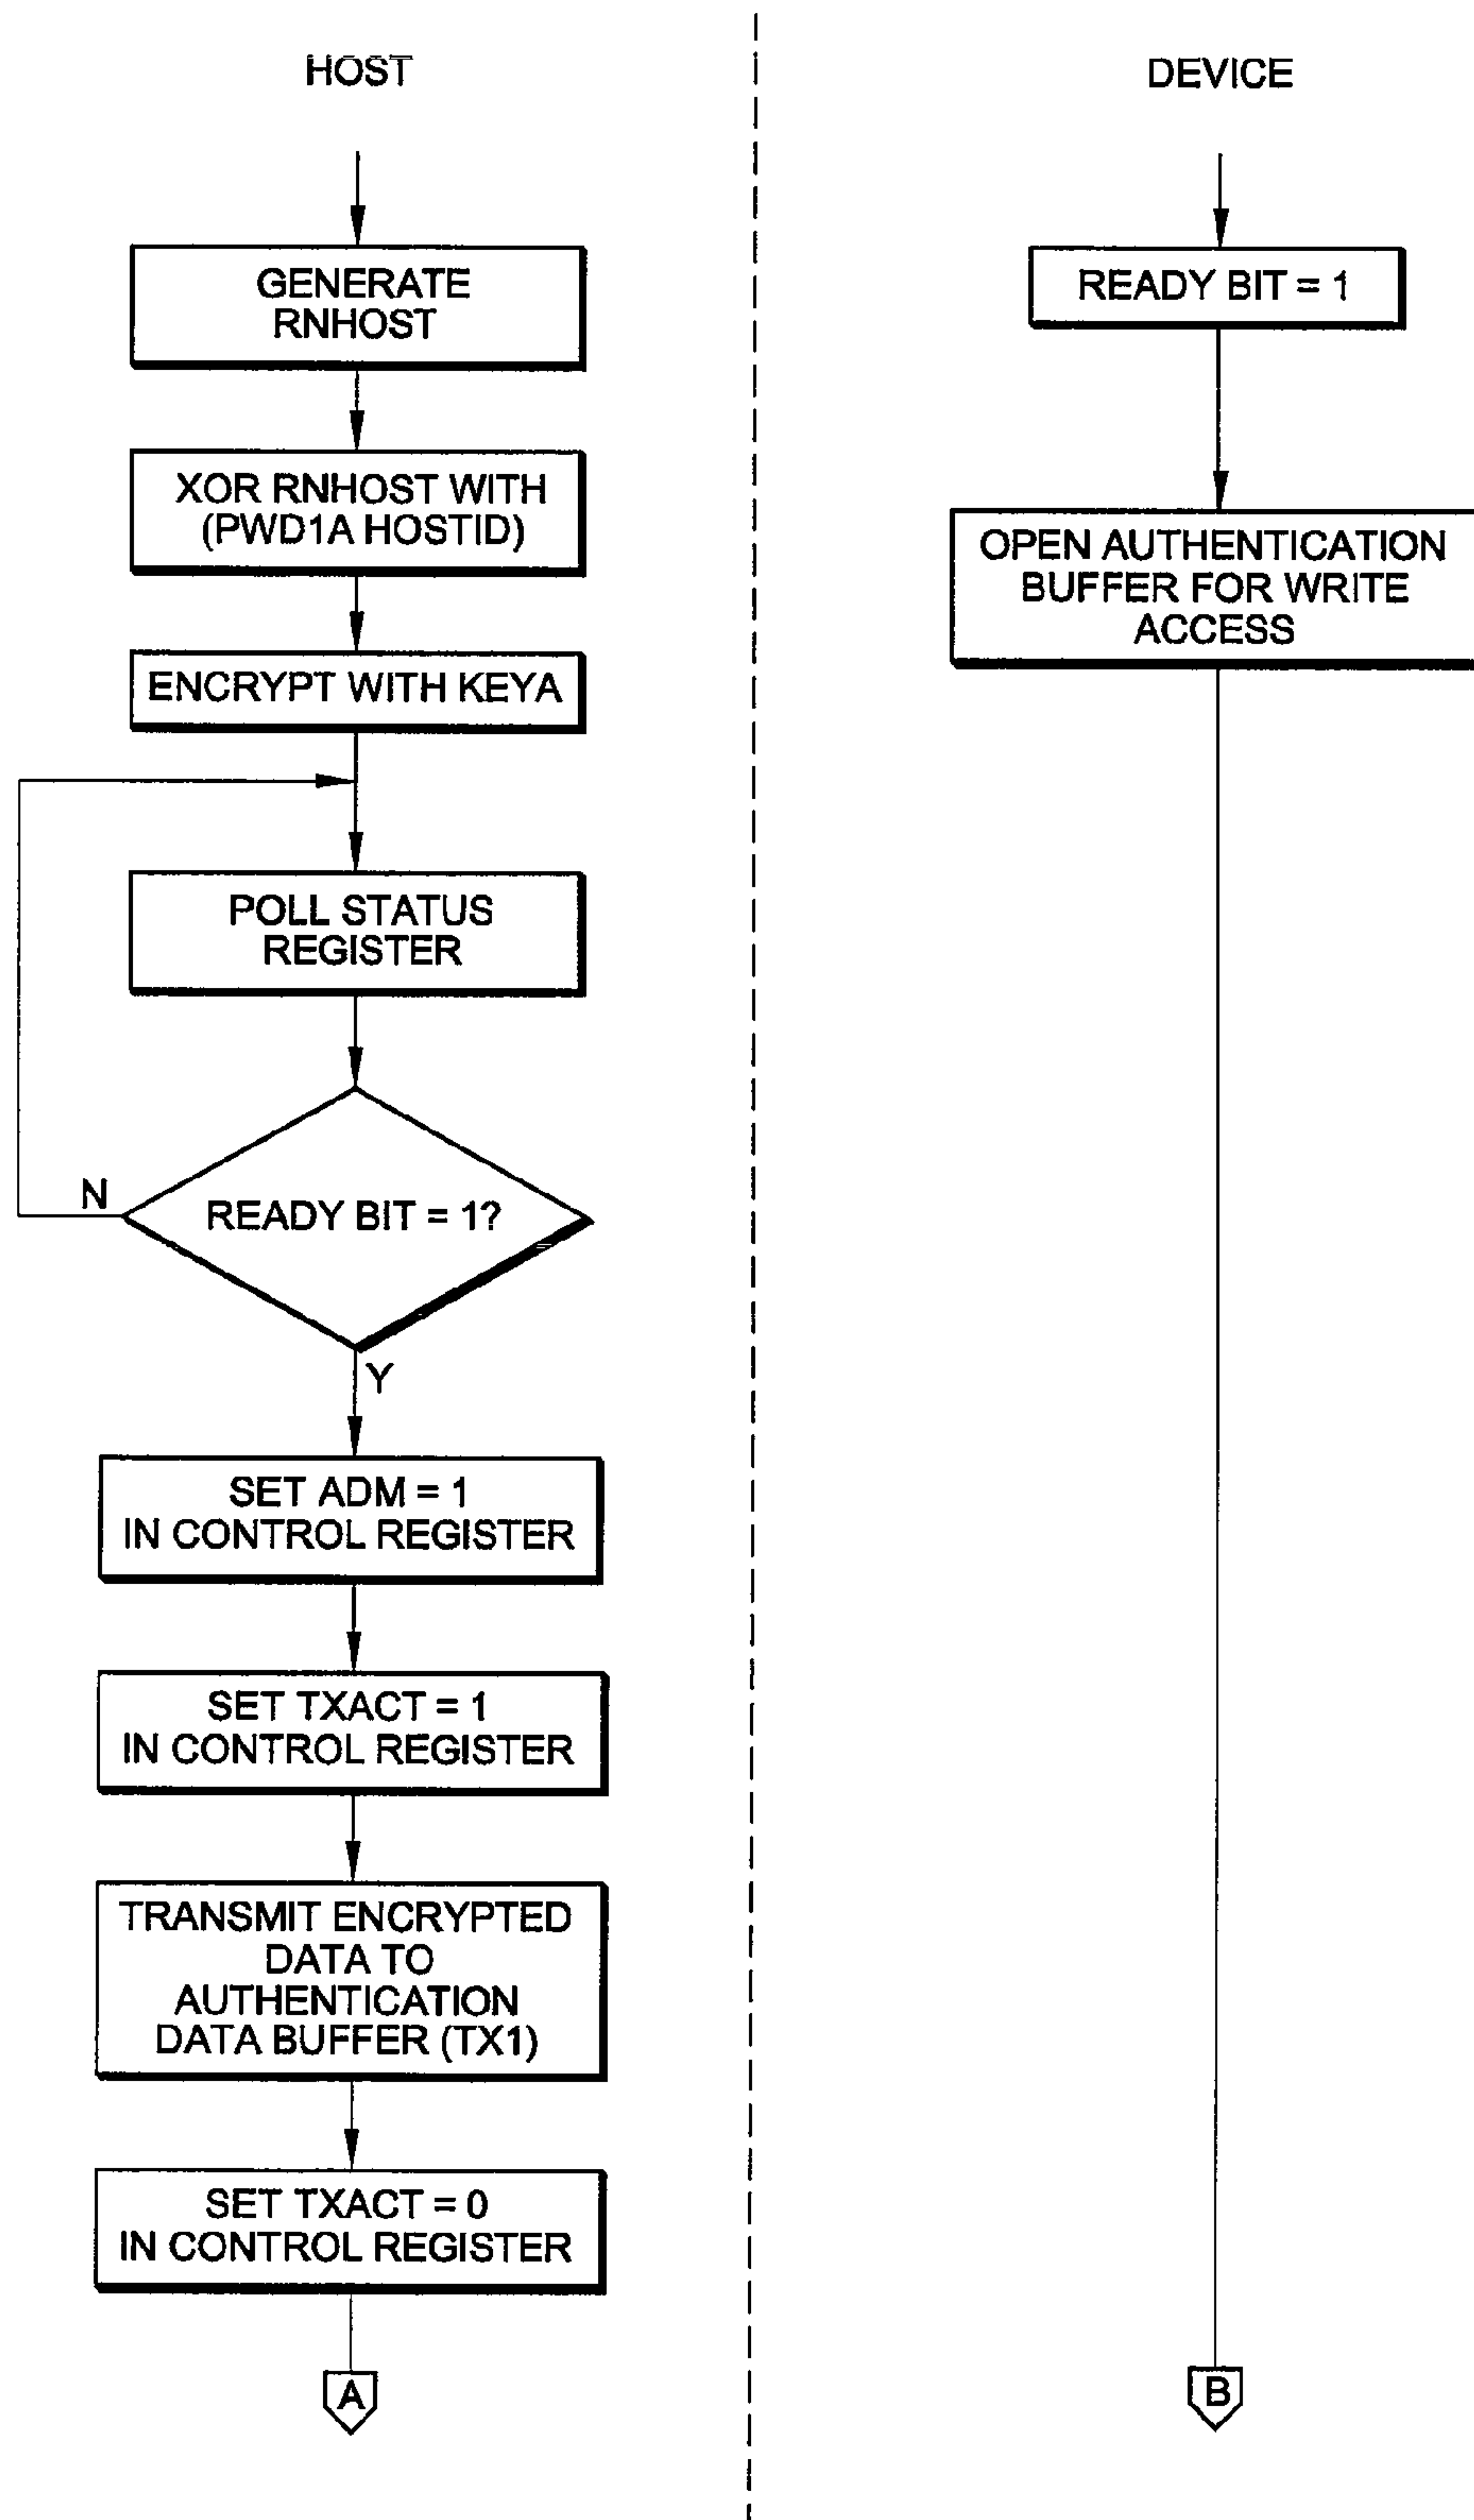 HOST
GENERATE
RNHOST
XOR RNHOST WITH
(PWD1A HOSTID)
ENCRYPT WITH KEYA
POLL STATUS
REGISTER
N
READY BIT = 1?
Y
SET ADM = 1
IN CONTROL REGISTER
SET TXACT = 1
IN CONTROL REGISTER
TRANSMIT ENCRYPTED
DATA TO
AUTHENTICATION
DATA BUFFER (TX1)
SET TXACT = 0
IN CONTROL REGISTER
A
DEVICE
READY BIT = 1
OPEN AUTHENTICATION
BUFFER FOR WRITE
ACCESS
B